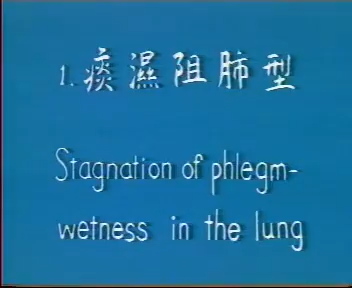 1. 痰濕阻肺型
Stagnation of phlegm-
wetness in the lung